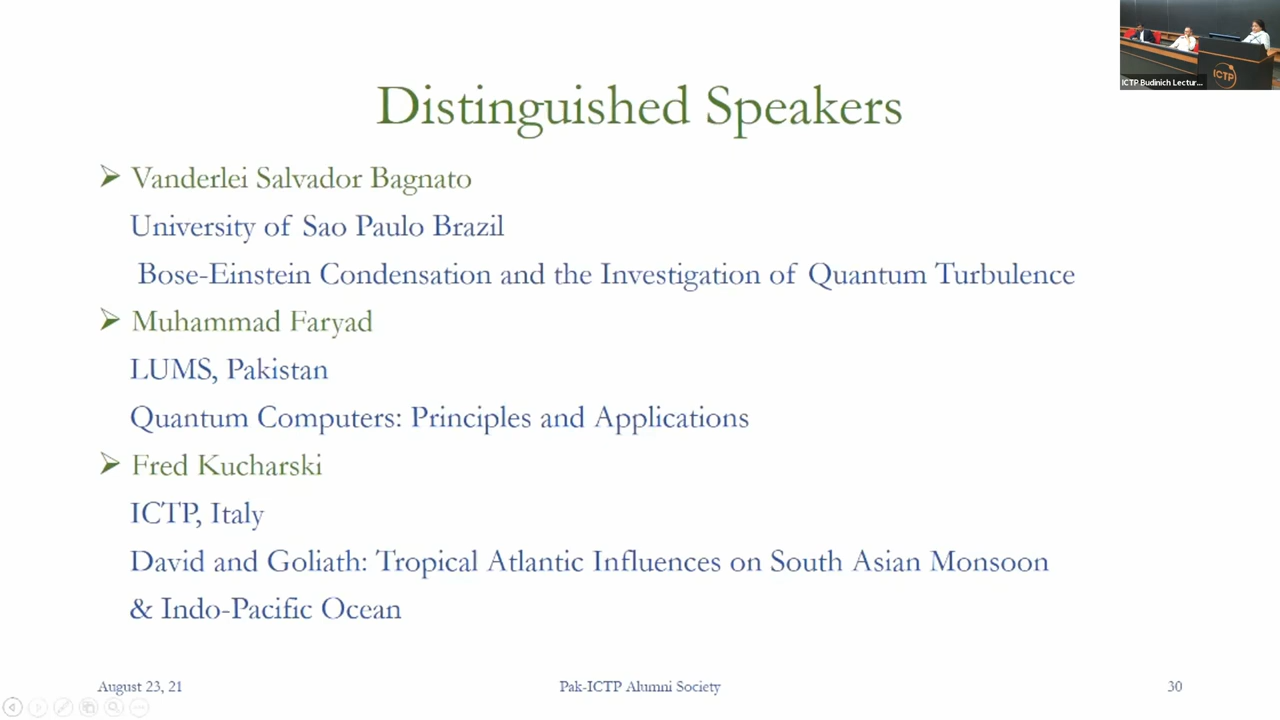 ICTP
ICTP Budinich Lectur...
Distinguished Speakers
Vanderlei Salvador Bagnato
University of Sao Paulo Brazil
Bose-Einstein Condensation and the Investigation of Quantum Turbulence
Muhammad Faryad
LUMS, Pakistan
Quantum Computers: Principles and Applications
Fred Kucharski
ICTP, Italy
David and Goliath: Tropical Atlantic Influences on South Asian Monsoon
& Indo-Pacific Ocean
August 23, 21
Pak-ICTP Alumni Society
30